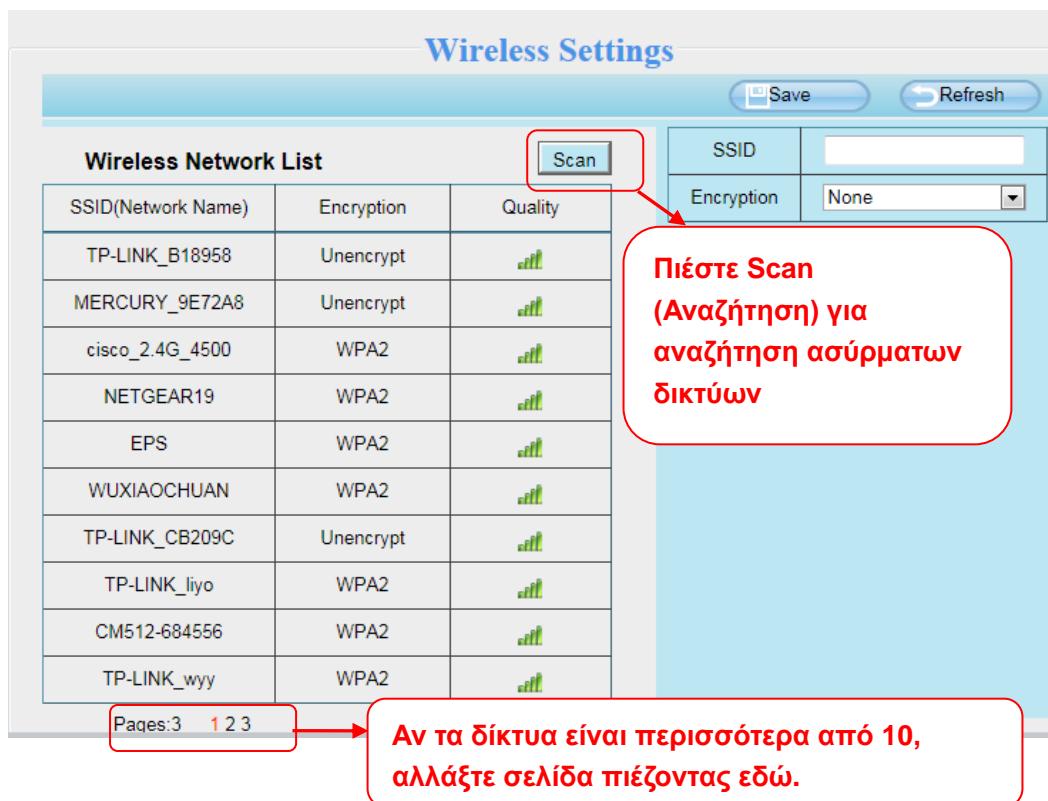 Wireless Settings
Save Refresh
Wireless Network List Scan
SSID
Encryption None
SSID(Network Name) Encryption Quality
TP-LINK_B18958 Unencrypt
MERCURY_9E72A8 Unencrypt
cisco_2.4G_4500 WPA2
NETGEAR19 WPA2
EPS WPA2
WUXIAOCHUAN WPA2
TP-LINK_CB209C Unencrypt
TP-LINK_liyo WPA2
CM512-684556 WPA2
TP-LINK_wyy WPA2
Pages:3 1 2 3
Πιέστε Scan
(Αναζήτηση) για
αναζήτηση ασύρματων
δικτύων
Αν τα δίκτυα είναι περισσότερα από 10,
αλλάξτε σελίδα πιέζοντας εδώ.